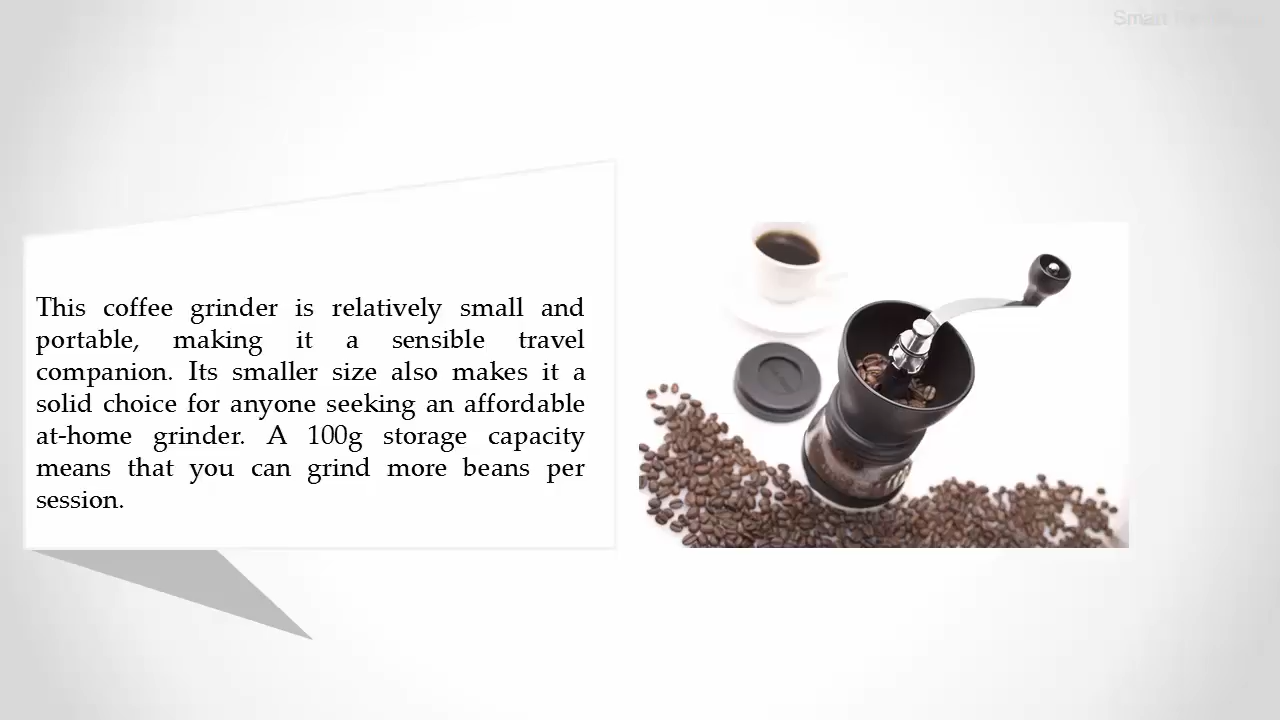 Smart
This coffee grinder is relatively small and
portable, making it a sensible travel
companion. Its smaller size also makes it a
solid choice for anyone seeking an affordable
at-home grinder. A 100g storage capacity
means that you can grind more beans per
session.